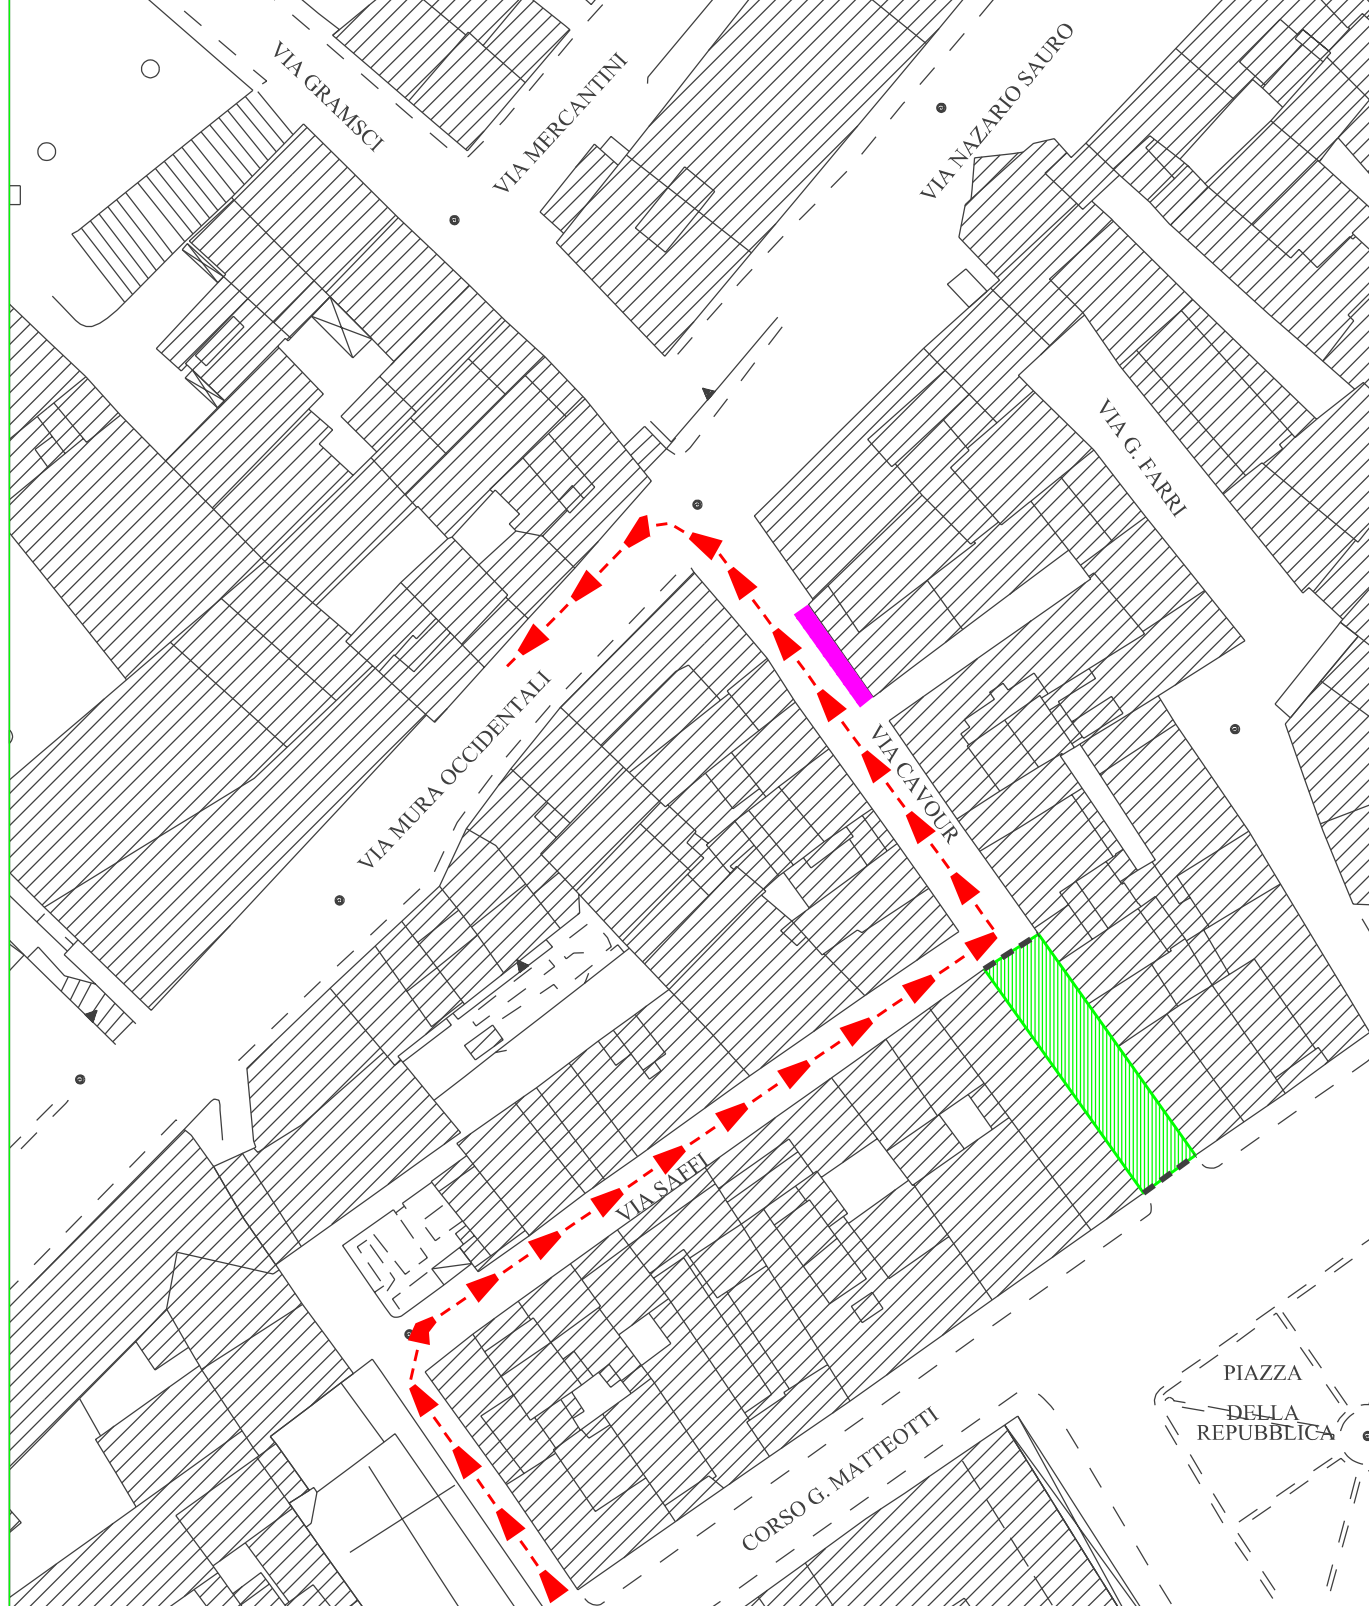 VIA GRAMSCI
VIA MERCANTINI
VIA NAZARIO SAURO
VIA G. FARRI
VIA MURA OCCIDENTALI
VIA CAVOUR
VIA SAFFI
PIAZZA
DELLA
REPUBBLICA
CORSO G. MATTEOTTI